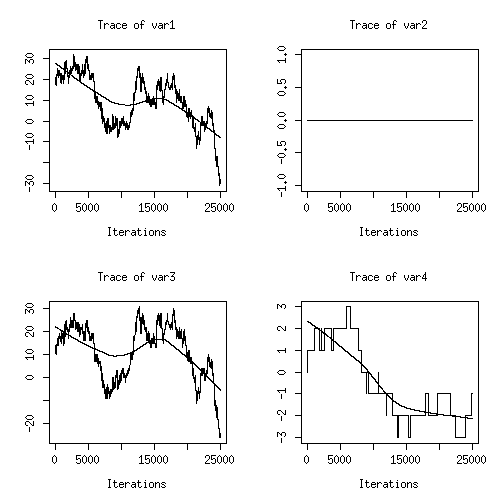 Trace of var1
30
20
10
0
-10
-30
0 5000 15000 25000
Iterations
Trace of var2
1.0
0.5
0.0
-0.5
-1.0
0 5000 15000 25000
Iterations
Trace of var3
30
20
10
0
-20
0 5000 15000 25000
Iterations
Trace of var4
3
2
1
0
-1
-2
-3
0 5000 15000 25000
Iterations